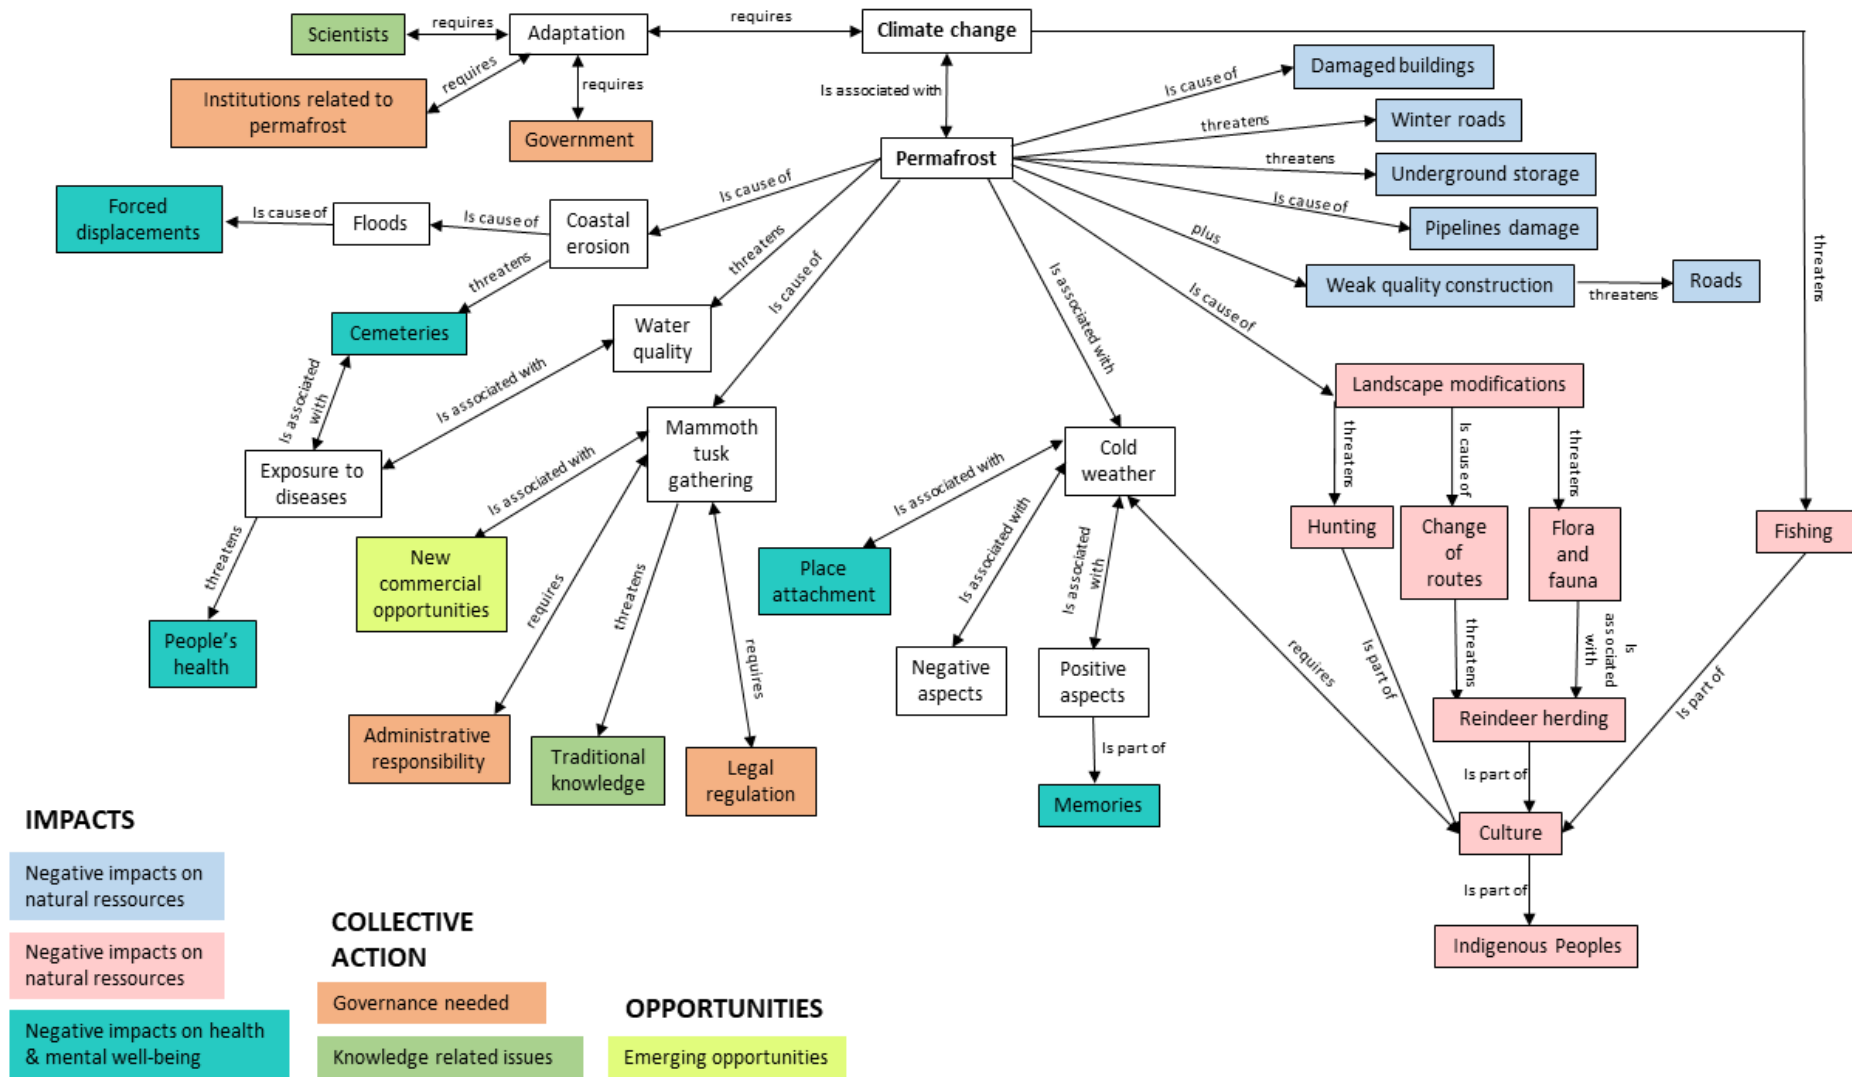 Scientists
requires
Adaptation
requires
Climate change
requires
Institutions related to
permafrost
requires
Government
Is associated with
Is cause of
Damaged buildings
threatens
Winter roads
Permafrost
threatens
Underground storage
Is cause of
Pipelines damage
plus
Weak quality construction
threatens
Roads
threatens
Forced
displacements
Is cause of
Floods
Is cause of
Coastal
erosion
Is cause of
threatens
threatens
Is cause of
Is associated with
Is cause of
Cemeteries
Water
quality
Is associated
with
Is associated with
Landscape modifications
threatens
Is cause of
threatens
Exposure to
diseases
Mammoth
tusk
gathering
Cold
weather
Is associated with
Is associated with
Is associated with
Is associated
with
threatens
People's
health
New
commercial
opportunities
requires
threatens
requires
Place
attachment
Hunting
Change
of
routes
Flora
and
fauna
Fishing
Negative
aspects
Positive
aspects
requires
Is part of
threatens
Is
associated
with
Is part of
Reindeer herding
Administrative
responsibility
Traditional
knowledge
Legal
regulation
Is part of
Memories
Is part of
Culture
Is part of
Indigenous Peoples
IMPACTS
Negative impacts on
natural ressources
Negative impacts on
natural ressources
Negative impacts on health
& mental well-being
COLLECTIVE
ACTION
Governance needed
Knowledge related issues
OPPORTUNITIES
Emerging opportunities